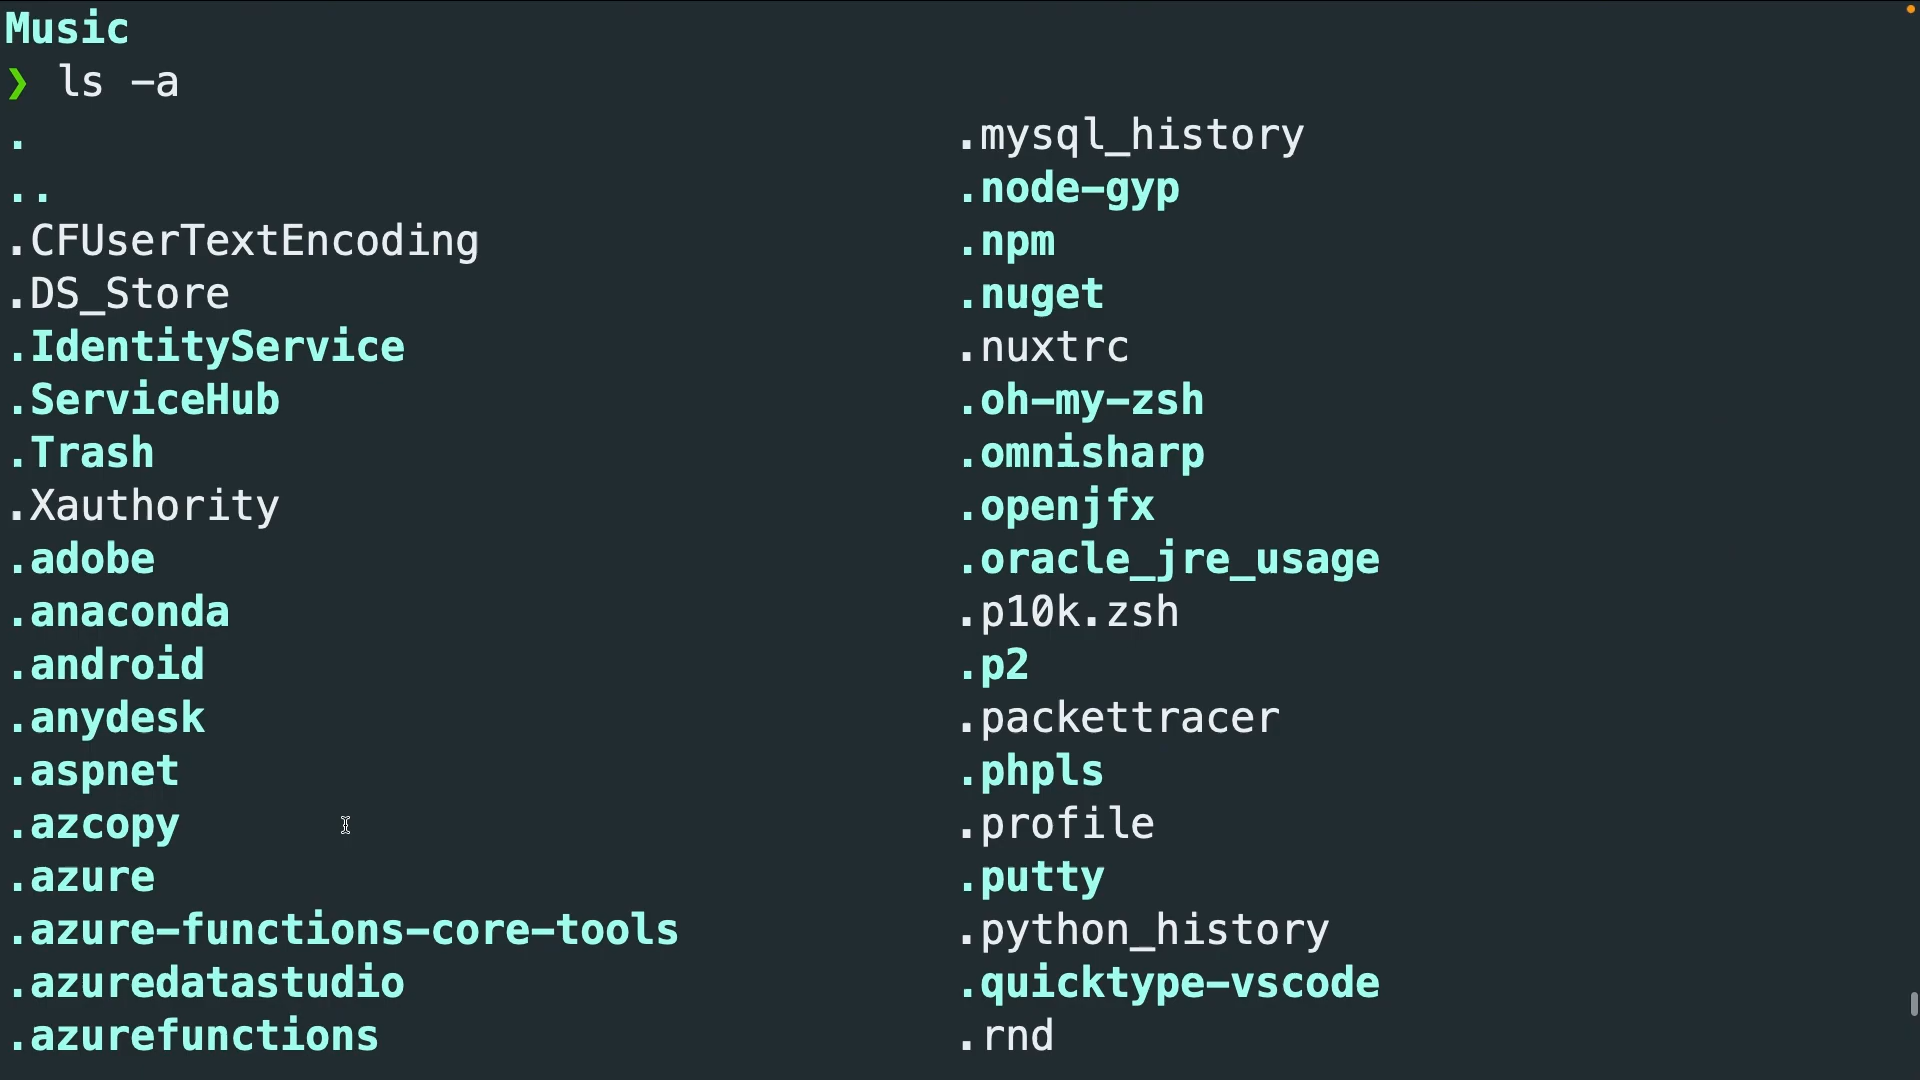 Music
❯ ls -a
.
..
.CFUserTextEncoding
.DS_Store
.IdentityService
.ServiceHub
.Trash
.Xauthority
.adobe
.anaconda
.android
.anydesk
.aspnet
.azcopy
.azure
.azure-functions-core-tools
.azuredatastudio
.azurefunctions
.mysql_history
.node-gyp
.npm
.nuget
.nuxtrc
.oh-my-zsh
.omnisharp
.openjfx
.oracle_jre_usage
.p10k.zsh
.p2
.packettracer
.phpls
.profile
.putty
.python_history
.quicktype-vscode
.rnd